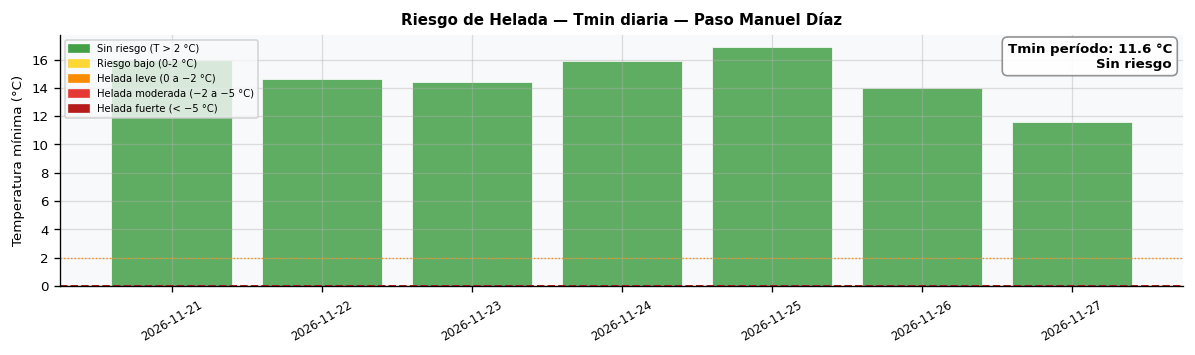 Riesgo de Helada — Tmin diaria — Paso Manuel Díaz
Sin riesgo (T > 2 °C)
Riesgo bajo (0-2 °C)
Helada leve (0 a −2 °C)
Helada moderada (−2 a −5 °C)
Helada fuerte (< −5 °C)
Tmin período: 11.6 °C
Sin riesgo
Temperatura mínima (°C)
16
14
12
10
8
6
4
2
0
2026-11-21
2026-11-22
2026-11-23
2026-11-24
2026-11-25
2026-11-26
2026-11-27